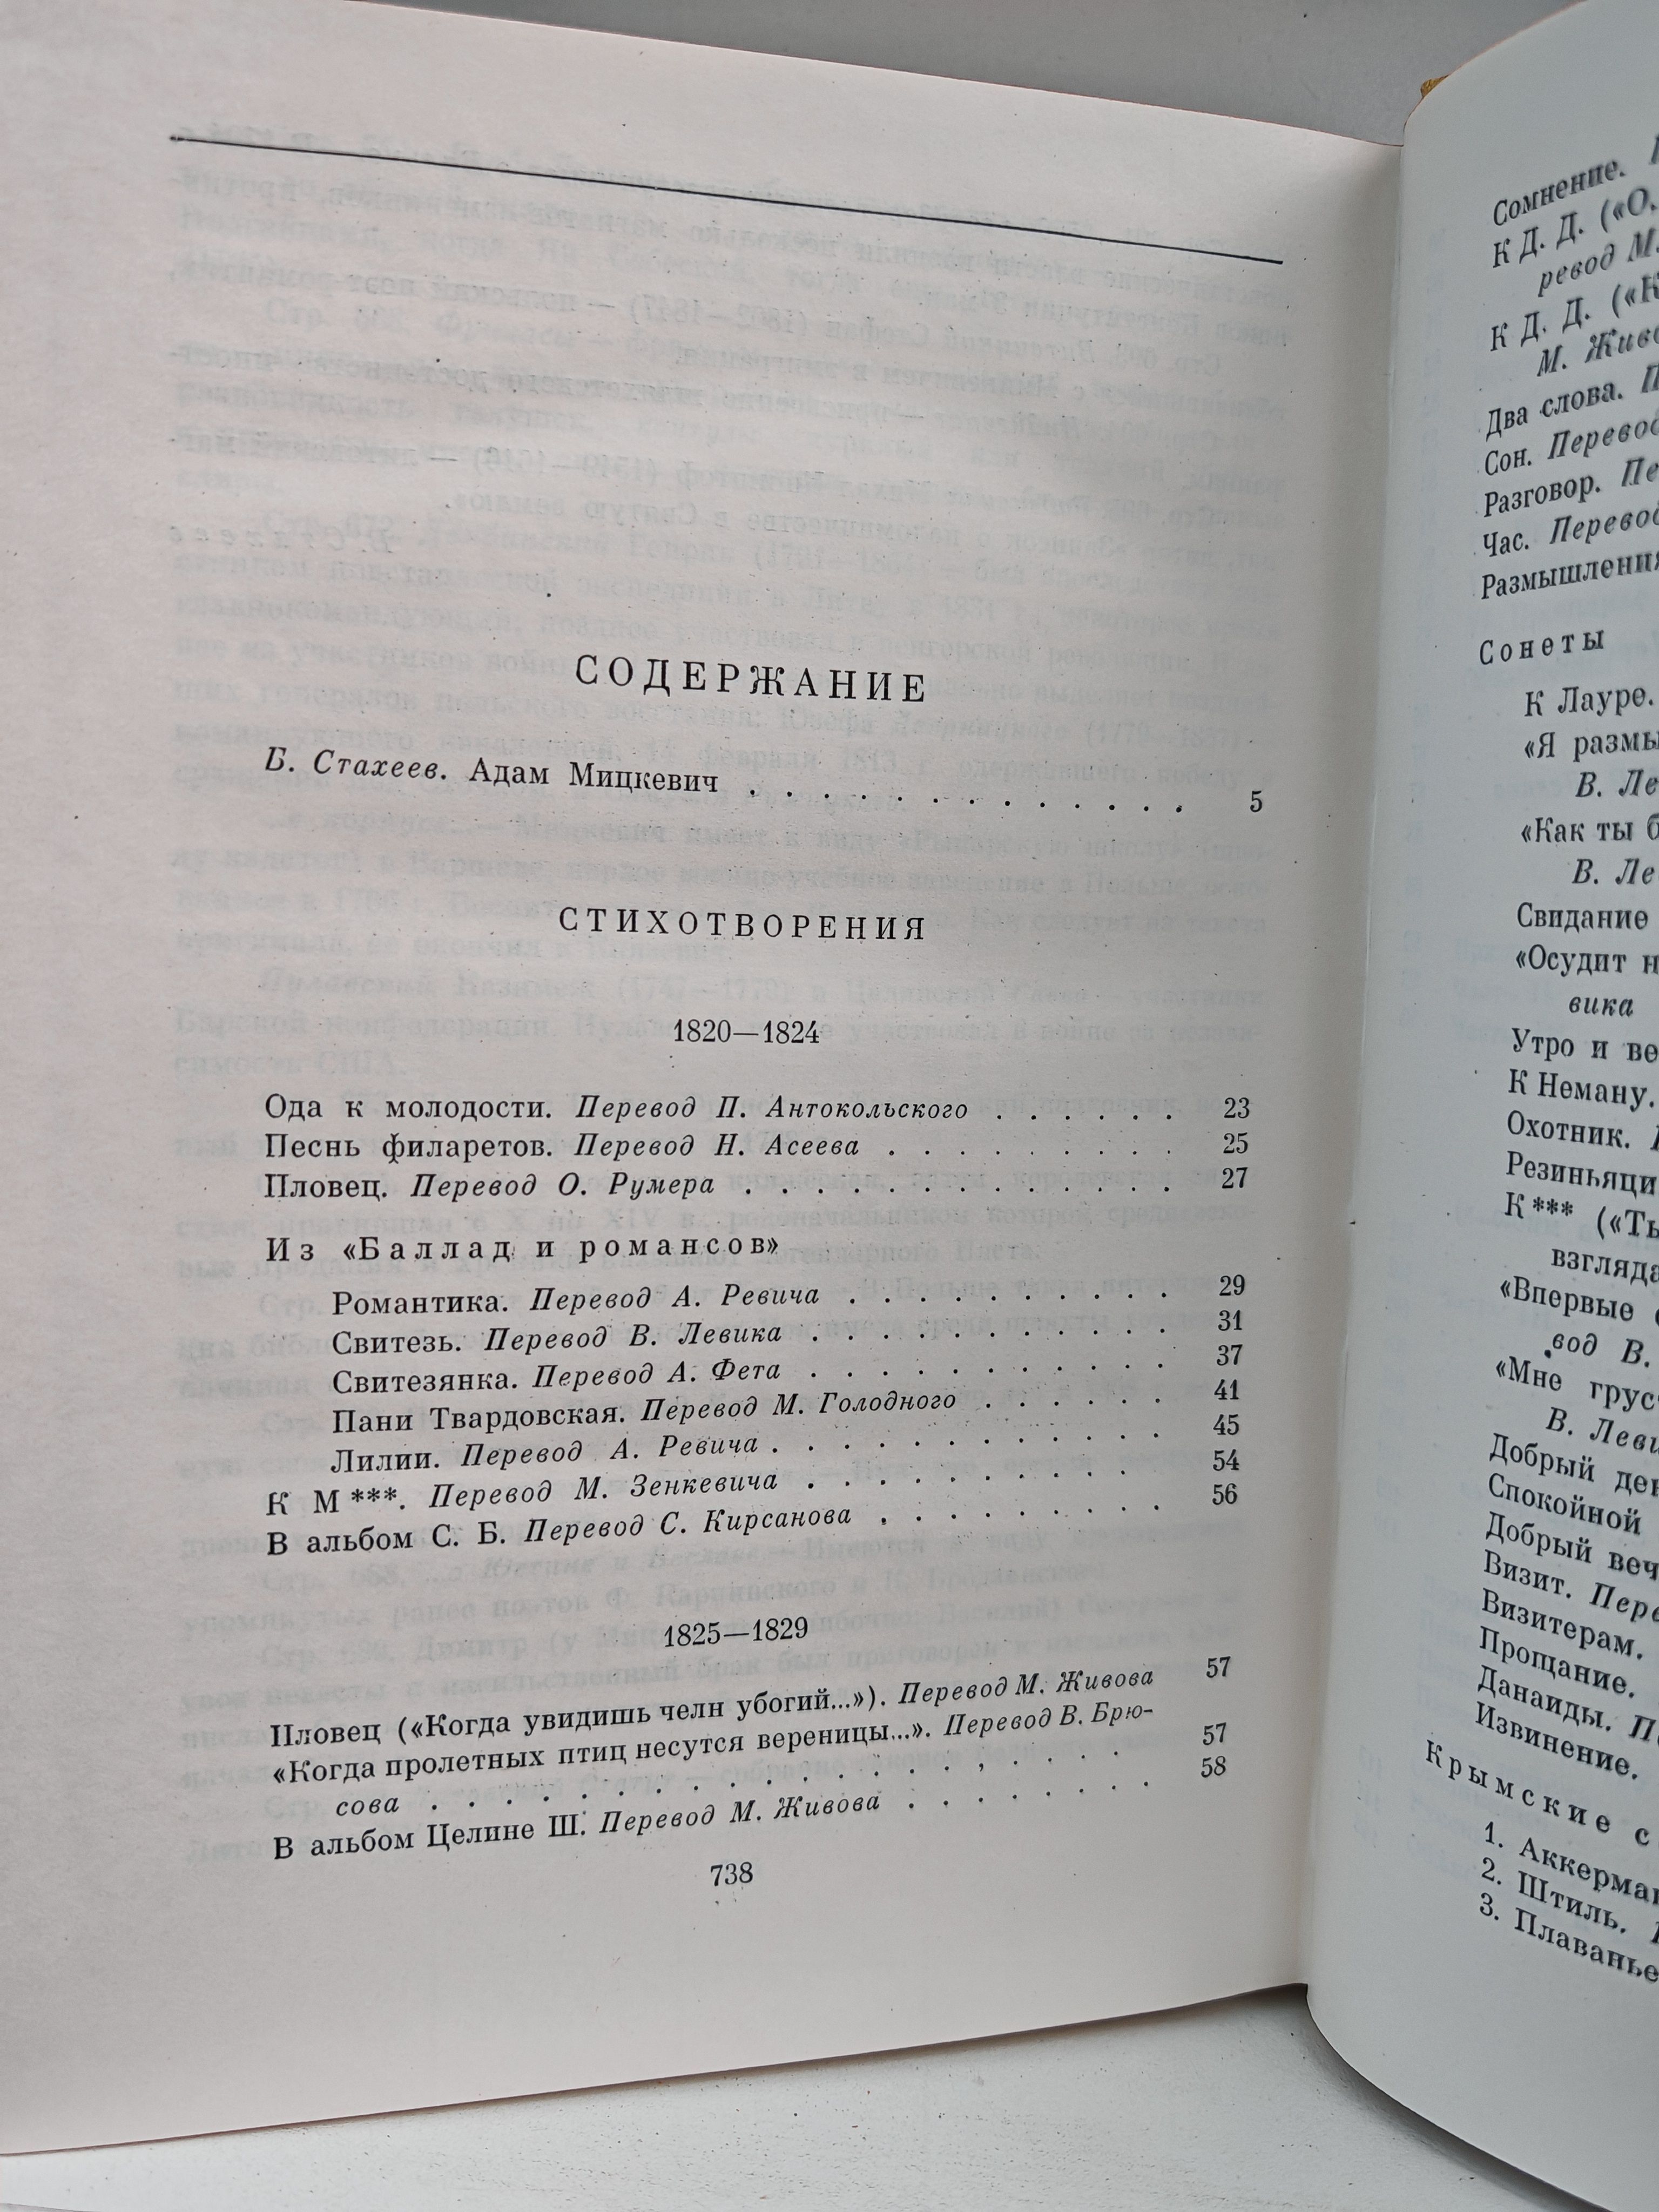 СОДЕРЖАНИЕ
Б. Стахеев. Адам Мицкевич . . . . . . . . . . . . . 5
СТИХОТВОРЕНИЯ
1820—1824
Ода к молодости. Перевод П. Антокольского . . . . . . 23
Песнь филаретов. Перевод Н. Асеева . . . . . . . . . 25
Пловец. Перевод О. Румера . . . . . . . . . . . . . 27
Из «Баллад и романсов»
Романтика. Перевод А. Ревича . . . . . . . . . . 29
Свитезь. Перевод В. Левика . . . . . . . . . . . 31
Свитезянка. Перевод А. Фета . . . . . . . . . . . 37
Пани Твардовская. Перевод М. Голодного . . . . . . 41
Лилии. Перевод А. Ревича . . . . . . . . . . . . 45
К М***. Перевод М. Зенкевича . . . . . . . . . . 54
В альбом С. Б. Перевод С. Кирсанова . . . . . . . . . 56
1825—1829
Пловец («Когда увидишь челн убогий...»). Перевод М. Живова 57
«Когда пролетных птиц несутся вереницы...». Перевод В. Брю-
сова . . . . . . . . . . . . . . . . . . . . 57
В альбом Целине Ш. Перевод М. Живова . . . . . . . 58
738
Сомнение.
К Д. Д. («О,
ревод М.
К Д. Д. («К
М. Живо
Два слова. П
Сон. Перевод
Разговор. Пе
Час. Перевод
Размышления
Сонеты
К Лауре.
«Я размы
В. Ле
«Как ты б
В. Ле
Свидание
«Осудит н
вика
Утро и ве
К Неману.
Охотник.
Резиньяци
К*** («Ты
взгляда
«Впервые
вод В.
«Мне грус
В. Леви
Добрый ден
Спокойной
Добрый веч
Визит. Пере
Визитерам.
Прощание.
Данаиды. П
Извинение.
Крымские с
1. Аккерман
2. Штиль.
3. Плаванье